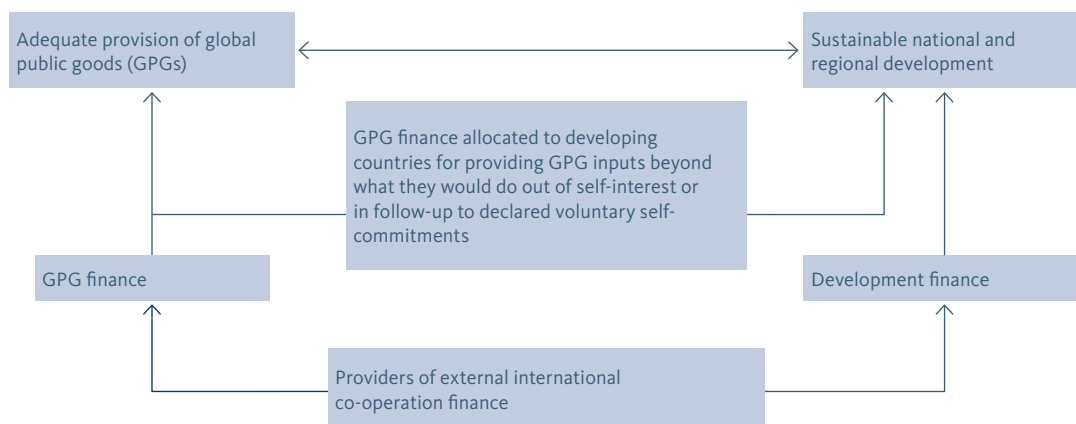 Adequate provision of global
public goods (GPGs)
Sustainable national and
regional development
GPG finance allocated to developing
countries for providing GPG inputs beyond
what they would do out of self-interest or
in follow-up to declared voluntary self-
commitments
GPG finance
Development finance
Providers of external international
co-operation finance